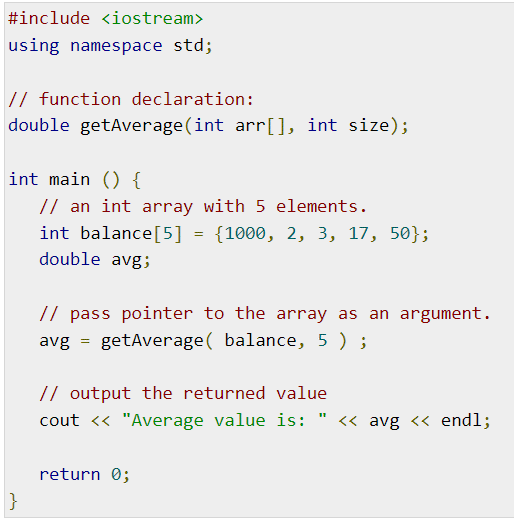 #include <iostream>
using namespace std;
// function declaration:
double getAverage(int arr[], int size);
int main () {
   // an int array with 5 elements.
   int balance[5] = {1000, 2, 3, 17, 50};
   double avg;
   // pass pointer to the array as an argument.
   avg = getAverage( balance, 5 ) ;
   // output the returned value
   cout << "Average value is: " << avg << endl;
   return 0;
}